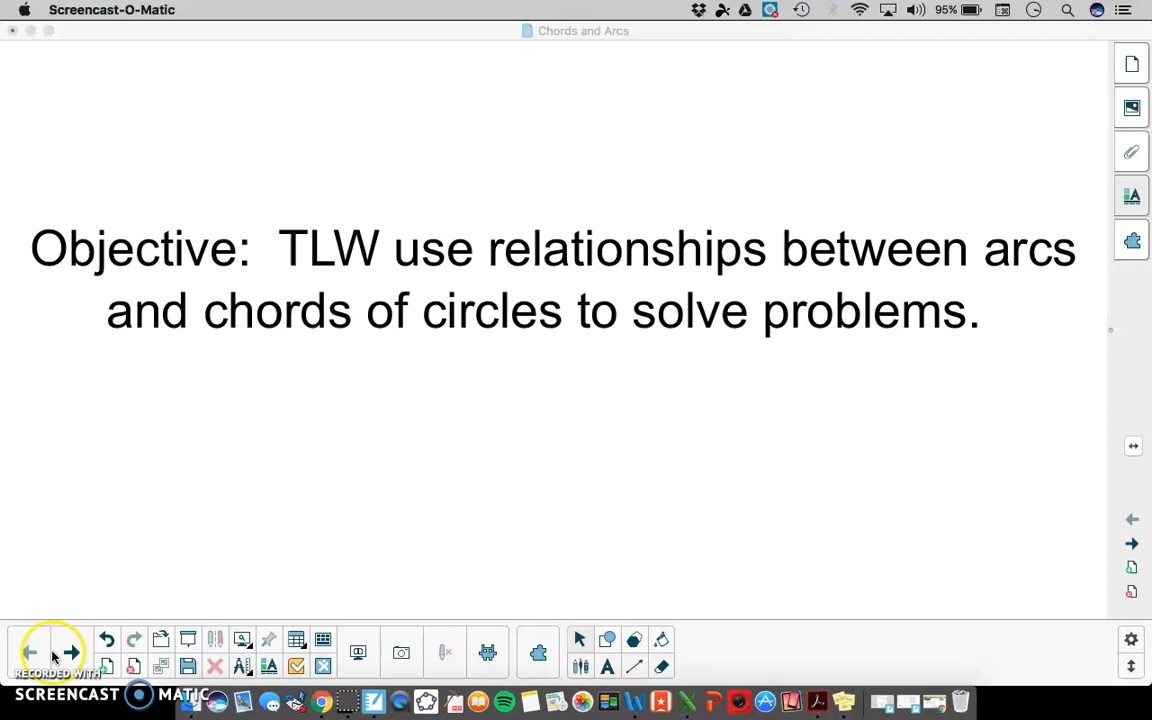 Screencast-O-Matic
95%
Chords and Arcs
Objective: TLW use relationships between arcs
and chords of circles to solve problems.
RECORDED WITH
SCREENCAST MATIC